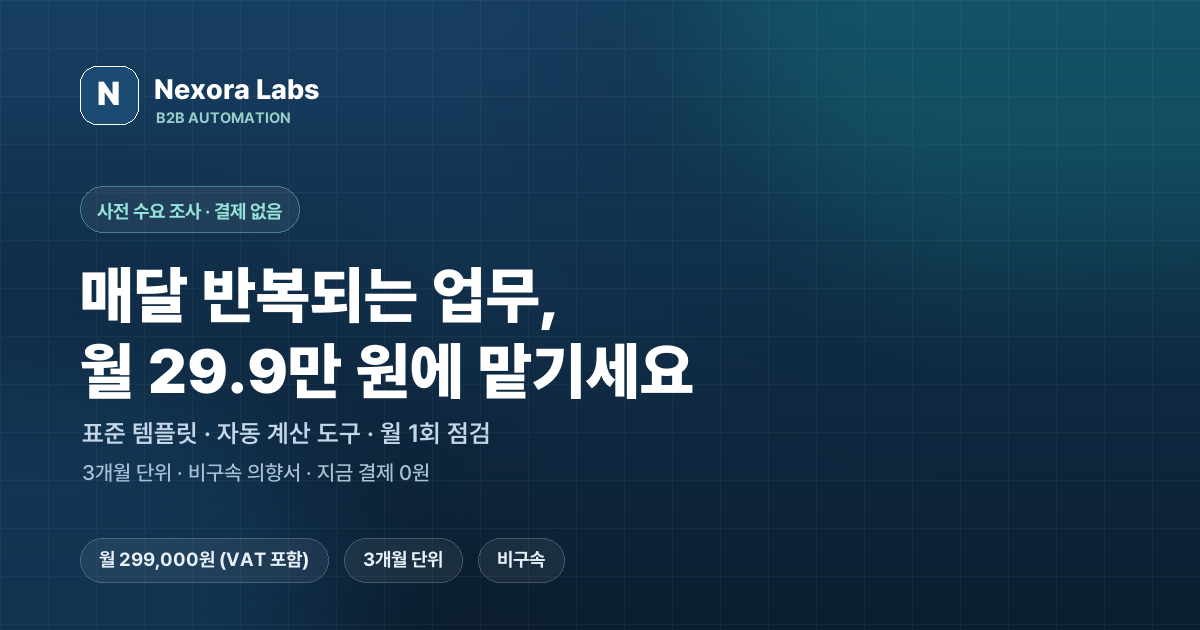 N
Nexora Labs
B2B AUTOMATION
사전 수요 조사 · 결제 없음
매달 반복되는 업무,
월 29.9만 원에 맡기세요
표준 템플릿 · 자동 계산 도구 · 월 1회 점검
3개월 단위 · 비구속 의향서 · 지금 결제 0원
월 299,000원 (VAT 포함)
3개월 단위
비구속